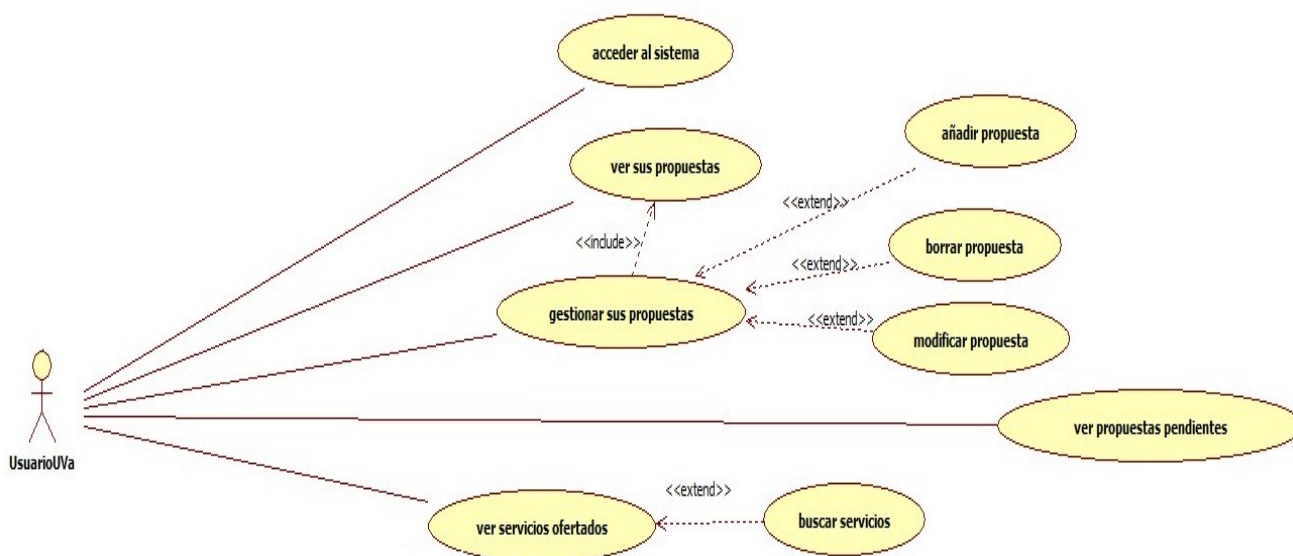 acceder al sistema
añadir propuesta
ver sus propuestas
<<extend>>
<<include>>
borrar propuesta
<<extend>>
gestionar sus propuestas
<<extend>>
modificar propuesta
ver propuestas pendientes
UsuarioUVa
<<extend>>
buscar servicios
ver servicios ofertados